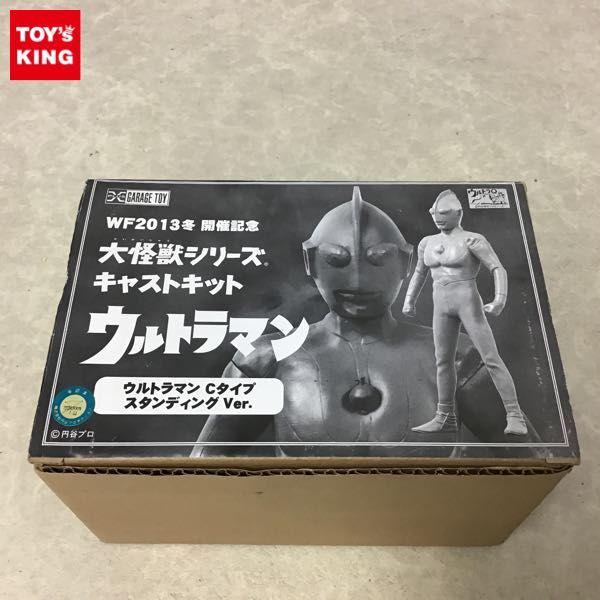 TOY's
KING
GARAGE TOY
WF2013冬 開催記念
大怪獣シリーズ®
キャストキット
ウルトラマン
ウルトラマン Cタイプ
スタンディング Ver.
©円谷プロ